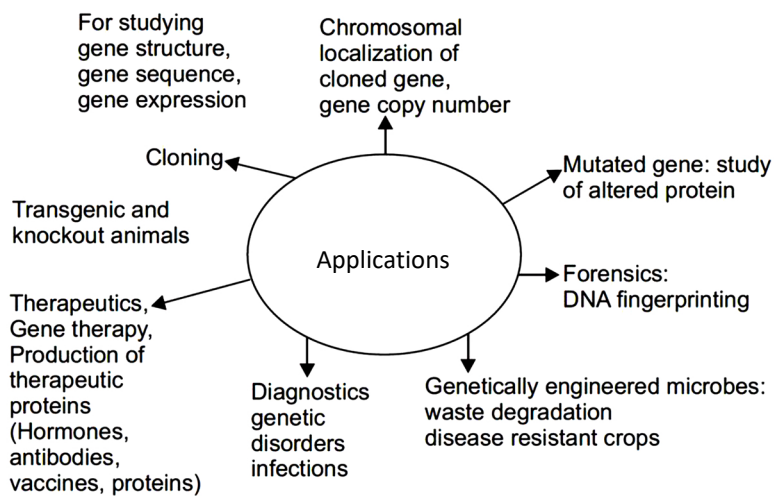 For studying
gene structure,
gene sequence,
gene expression
Chromosomal
localization of
cloned gene,
gene copy number
Cloning
Mutated gene: study
of altered protein
Transgenic and
knockout animals
Applications
Forensics:
DNA fingerprinting
Therapeutics,
Gene therapy,
Production of
therapeutic
proteins
(Hormones,
antibodies,
vaccines, proteins)
Diagnostics
genetic
disorders
infections
Genetically engineered microbes:
waste degradation
disease resistant crops